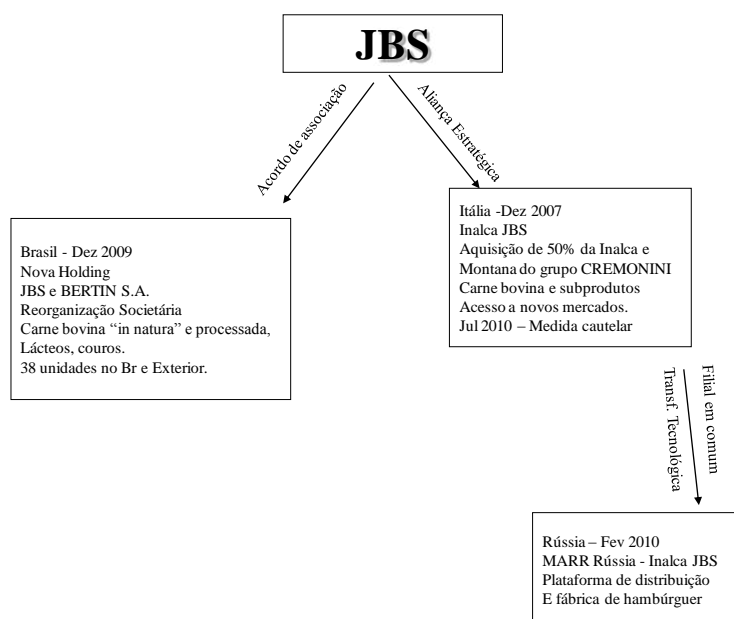 JBS
Acordo de associação
Aliança Estratégica
Brasil - Dez 2009
Nova Holding
JBS e BERTIN S.A.
Reorganização Societária
Carne bovina “in natura” e processada,
Lácteos, couros.
38 unidades no Br e Exterior.
Itália -Dez 2007
Inalca JBS
Aquisição de 50% da Inalca e
Montana do grupo CREMONINI
Carne bovina e subprodutos
Acesso a novos mercados.
Jul 2010 – Medida cautelar
Filial em comum
Transf. Tecnológica
Rússia – Fev 2010
MARR Rússia - Inalca JBS
Plataforma de distribuição
E fábrica de hambúrguer